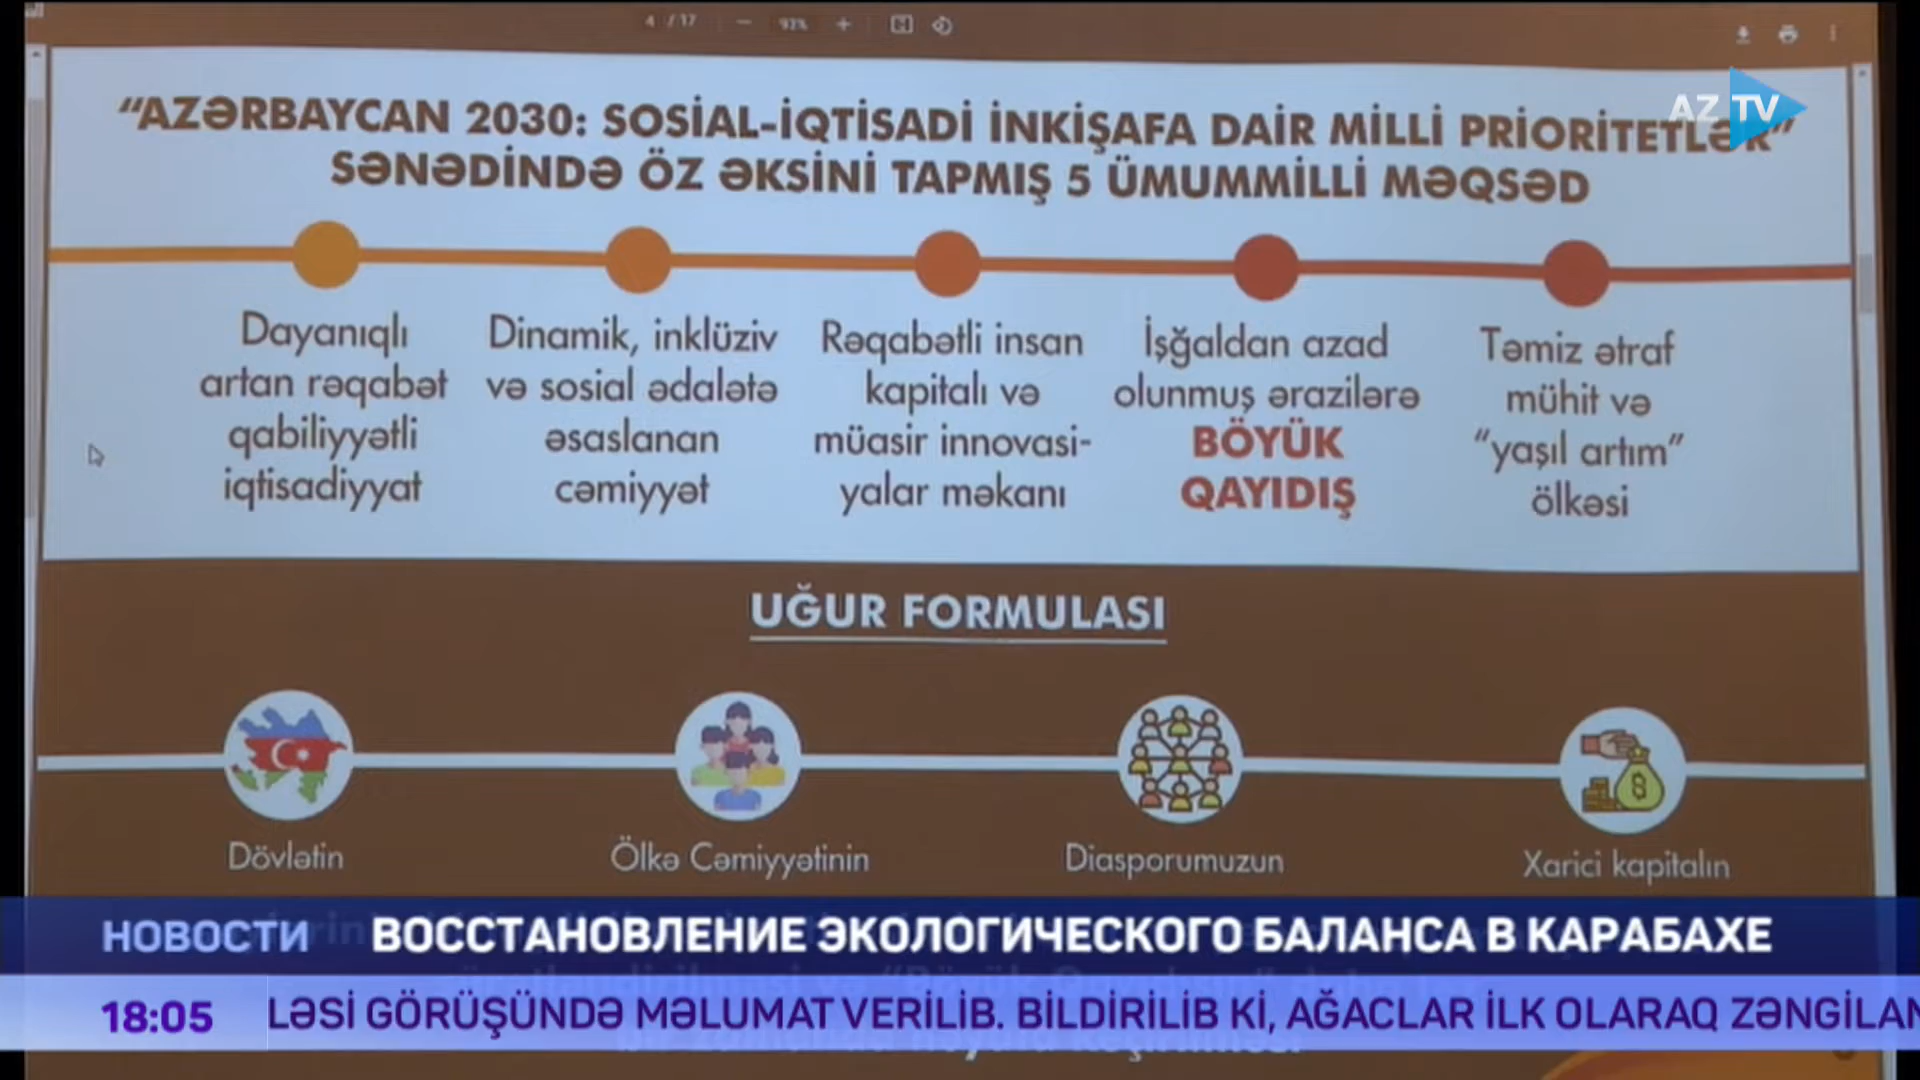 4 / 17 — 93% +
AZTV
“AZƏRBAYCAN 2030: SOSİAL-İQTİSADİ İNKİŞAFA DAİR MİLLİ PRİORİTETLƏR”
SƏNƏDİNDƏ ÖZ ƏKSİNİ TAPMIŞ 5 ÜMUMMİLLİ MƏQSƏD
Dayanıqlı
artan rəqabət
qabiliyyətli
iqtisadiyyat
Dinamik, inklüziv
və sosial ədalətə
əsaslanan
cəmiyyət
Rəqabətli insan
kapitalı və
müasir innovasi-
yalar məkanı
İşğaldan azad
olunmuş ərazilərə
BÖYÜK
QAYIDIŞ
Təmiz ətraf
mühit və
“yaşıl artım”
ölkəsi
UĞUR FORMULASI
Dövlətin
Ölkə Cəmiyyətinin
Diasporumuzun
Xarici kapitalın
НОВОСТИ ВОССТАНОВЛЕНИЕ ЭКОЛОГИЧЕСКОГО БАЛАНСА В КАРАБАХЕ
18:05 LƏSİ GÖRÜŞÜNDƏ MƏLUMAT VERİLİB. BİLDİRİLİB Kİ, AĞACLAR İLK OLARAQ ZƏNGİLAN